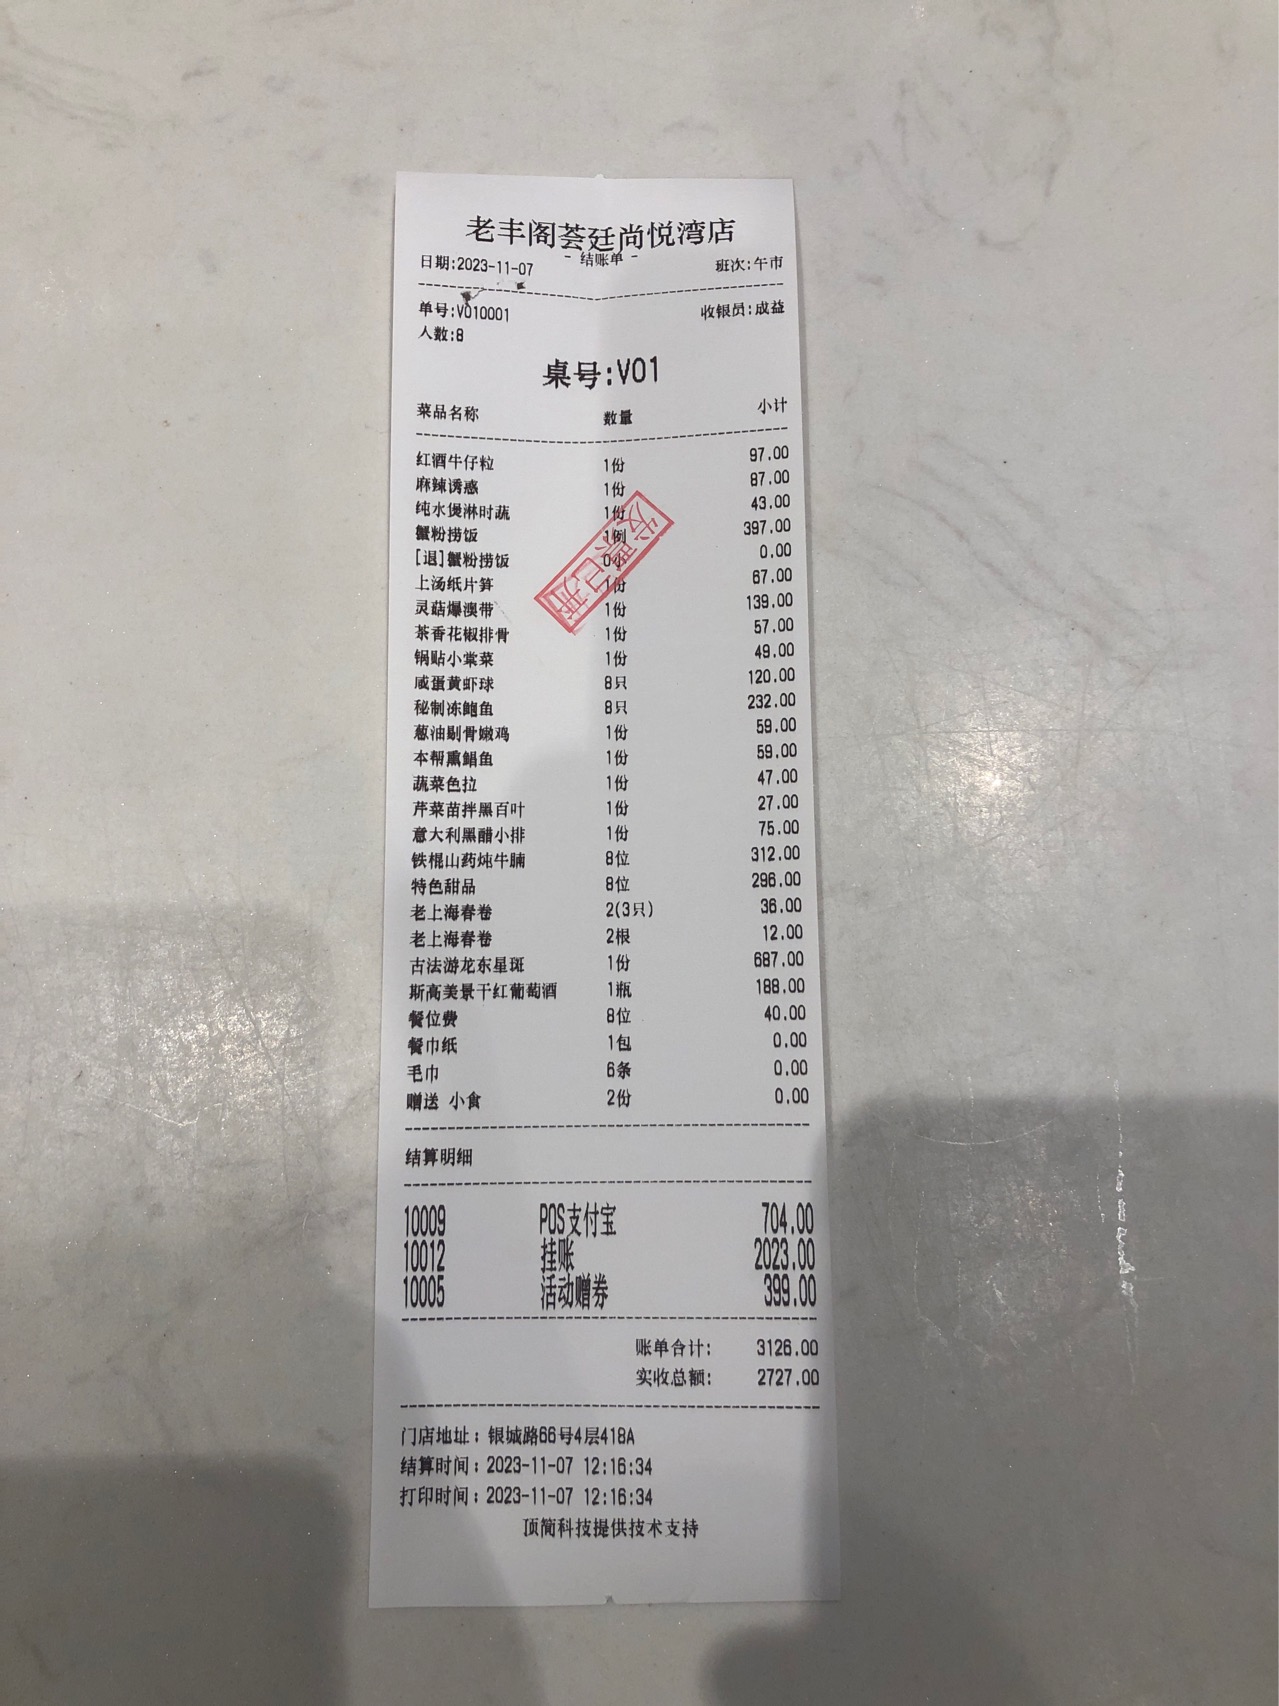 老丰阁荟廷尚悦湾店
- 结账单 -
日期:2023-11-07 班次:午市
单号:V010001 收银员:成益
人数:8
桌号:V01
菜品名称 数量 小计
红酒牛仔粒 1份 97.00
麻辣诱惑 1份 87.00
纯水煲淋时蔬 1份 43.00
蟹粉捞饭 1例 397.00
[退]蟹粉捞饭 0 0.00
上汤纸片笋 1份 67.00
灵菇爆澳带 1份 139.00
茶香花椒排骨 1份 57.00
锅贴小棠菜 1份 49.00
咸蛋黄虾球 8只 120.00
秘制冻鲍鱼 8只 232.00
葱油剔骨嫩鸡 1份 59.00
本帮熏鲳鱼 1份 59.00
蔬菜色拉 1份 47.00
芹菜苗拌黑百叶 1份 27.00
意大利黑醋小排 1份 75.00
铁棍山药炖牛腩 8位 312.00
特色甜品 8位 296.00
老上海春卷 2(3只) 36.00
老上海春卷 2根 12.00
古法游龙东星斑 1份 687.00
斯高美景干红葡萄酒 1瓶 188.00
餐位费 8位 40.00
餐巾纸 1包 0.00
毛巾 6条 0.00
赠送 小食 2份 0.00
发票已开
结算明细
10009 POS支付宝 704.00
10012 挂账 2023.00
10005 活动赠券 399.00
账单合计: 3126.00
实收总额: 2727.00
门店地址: 银城路66号4层418A
结算时间: 2023-11-07 12:16:34
打印时间: 2023-11-07 12:16:34
顶简科技提供技术支持